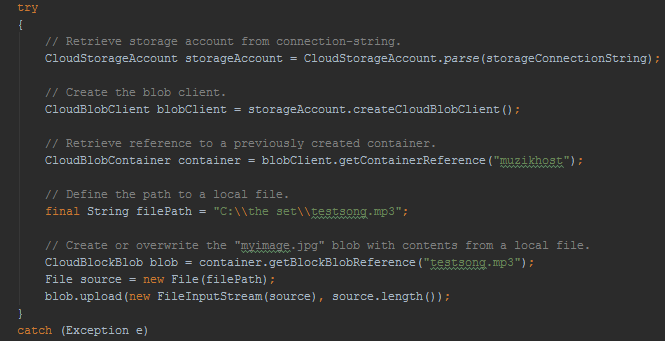 try
{
// Retrieve storage account from connection-string.
CloudStorageAccount storageAccount = CloudStorageAccount.parse(storageConnectionString);
// Create the blob client.
CloudBlobClient blobClient = storageAccount.createCloudBlobClient();
// Retrieve reference to a previously created container.
CloudBlobContainer container = blobClient.getContainerReference("muzikhost");
// Define the path to a local file.
final String filePath = "C:\\the set\\testsong.mp3";
// Create or overwrite the "myimage.jpg" blob with contents from a local file.
CloudBlockBlob blob = container.getBlockBlobReference("testsong.mp3");
File source = new File(filePath);
blob.upload(new FileInputStream(source), source.length());
}
catch (Exception e)